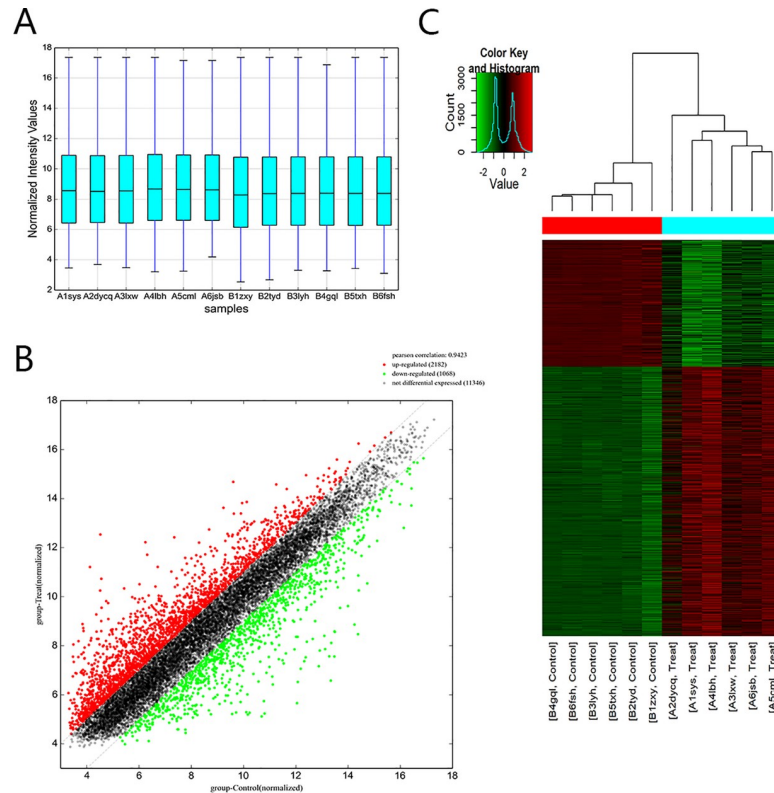 A
18
16
14
12
10
8
6
4
2
Normalized Intensity Values
A1sys A2dycq A3lxw A4lbh A5cml A6jsb B1zxy B2tyd B3lyh B4gql B5txh B6fsh
samples
B
pearson correlation: 0.9423
up-regulated (2182)
down-regulated (1068)
not differential expressed (11346)
18
16
14
12
10
8
6
4
group-Treat(normalized)
4 6 8 10 12 14 16 18
group-Control(normalized)
C
Color Key
and Histogram
Count
3000
1500
0
-2 0 2
Value
[B4gql, Control]
[B6fsh, Control]
[B3lyh, Control]
[B5txh, Control]
[B2tyd, Control]
[B1zxy, Control]
[A2dycq, Treat]
[A1sys, Treat]
[A4lbh, Treat]
[A3lxw, Treat]
[A6jsb, Treat]
[A5cml, Treat]